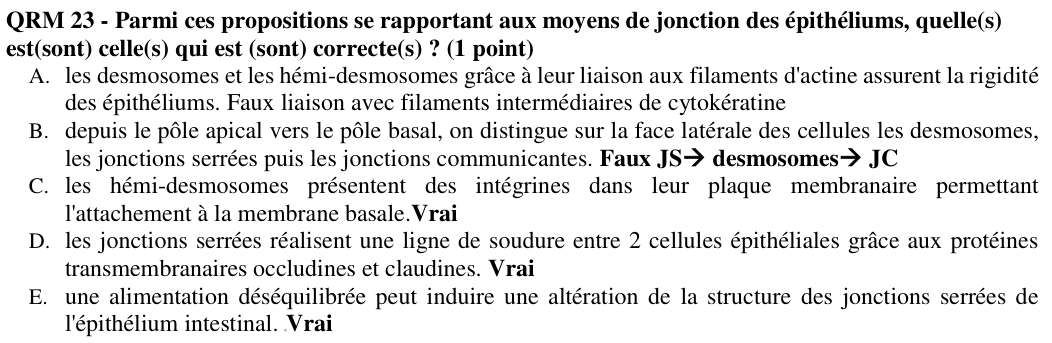 QRM 23 - Parmi ces propositions se rapportant aux moyens de jonction des épithéliums, quelle(s)
est(sont) celle(s) qui est (sont) correcte(s) ? (1 point)
A. les desmosomes et les hémi-desmosomes grâce à leur liaison aux filaments d'actine assurent la rigidité
des épithéliums. Faux liaison avec filaments intermédiaires de cytokératine
B. depuis le pôle apical vers le pôle basal, on distingue sur la face latérale des cellules les desmosomes,
les jonctions serrées puis les jonctions communicantes. Faux JS→ desmosomes→ JC
C. les hémi-desmosomes présentent des intégrines dans leur plaque membranaire permettant
l'attachement à la membrane basale.Vrai
D. les jonctions serrées réalisent une ligne de soudure entre 2 cellules épithéliales grâce aux protéines
transmembranaires occludines et claudines. Vrai
E. une alimentation déséquilibrée peut induire une altération de la structure des jonctions serrées de
l'épithélium intestinal. .Vrai